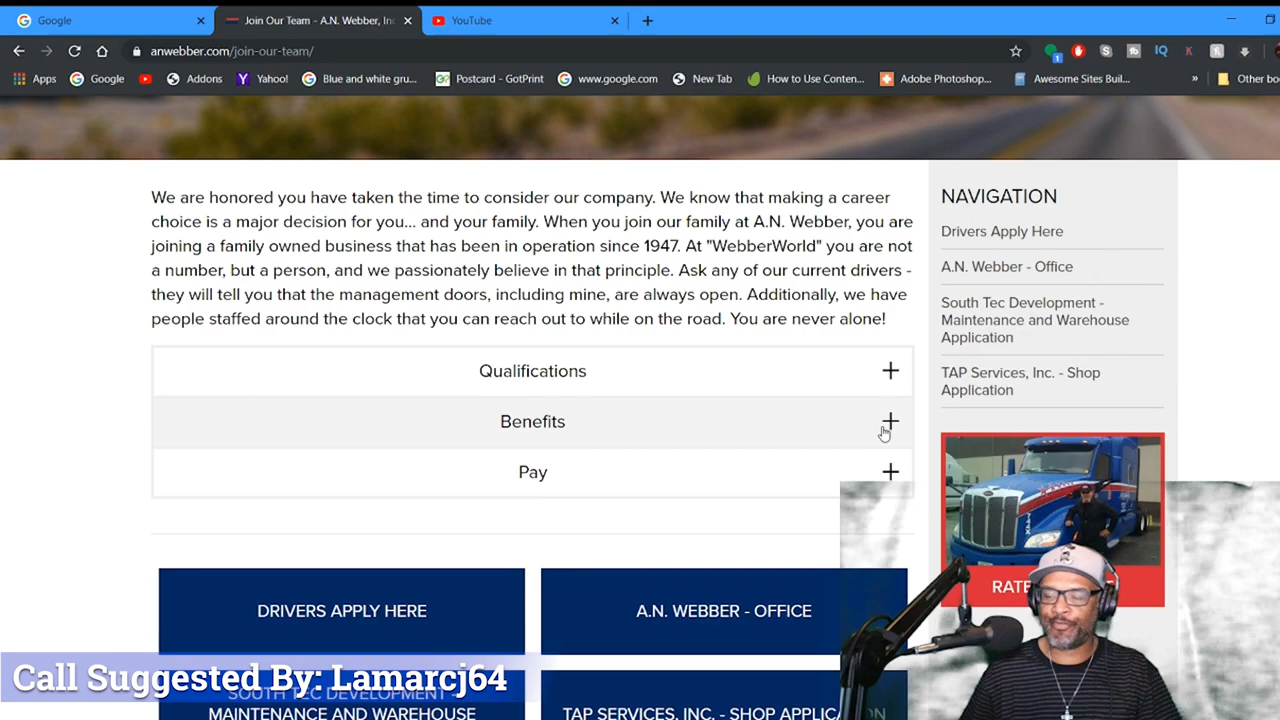 Google
Join Our Team - A.N. Webber, Inc
YouTube
anwebber.com/join-our-team/
Apps
Google
Addons
Yahoo!
Blue and white gru...
Postcard - GotPrint
www.google.com
New Tab
How to Use Conten...
Adobe Photoshop...
Awesome Sites Buil...
»
Other bo
We are honored you have taken the time to consider our company. We know that making a career
choice is a major decision for you... and your family. When you join our family at A.N. Webber, you are
joining a family owned business that has been in operation since 1947. At "WebberWorld" you are not
a number, but a person, and we passionately believe in that principle. Ask any of our current drivers -
they will tell you that the management doors, including mine, are always open. Additionally, we have
people staffed around the clock that you can reach out to while on the road. You are never alone!
Qualifications
Benefits
Pay
NAVIGATION
Drivers Apply Here
A.N. Webber - Office
South Tec Development -
Maintenance and Warehouse
Application
TAP Services, Inc. - Shop
Application
RATE
DRIVERS APPLY HERE
A.N. WEBBER - OFFICE
SOUTH TEC DEVELOPMENT -
MAINTENANCE AND WAREHOUSE
TAP SERVICES, INC. - SHOP APPLICATION
Call Suggested By: Lamarcj64